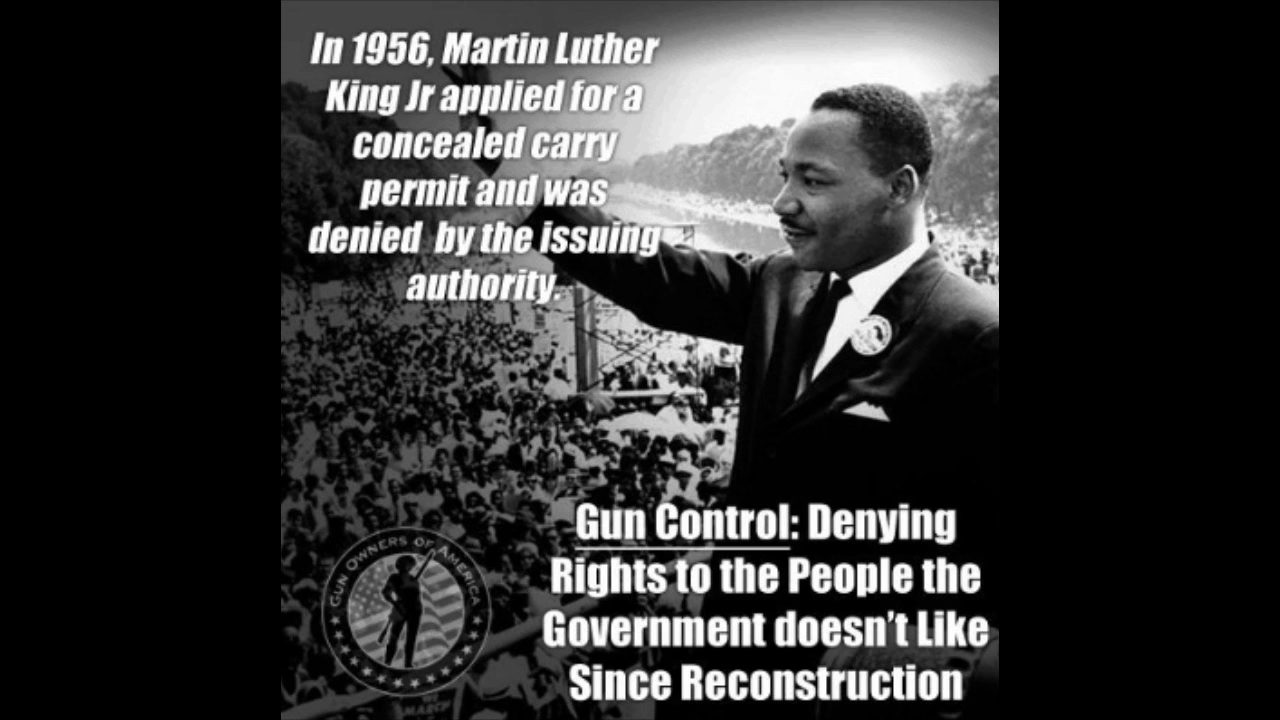 In 1956, Martin Luther
King Jr applied for a
concealed carry
permit and was
denied by the issuing
authority.
Gun Control: Denying
Rights to the People the
Government doesn't Like
Since Reconstruction
GUN OWNERS OF AMERICA
MARCH